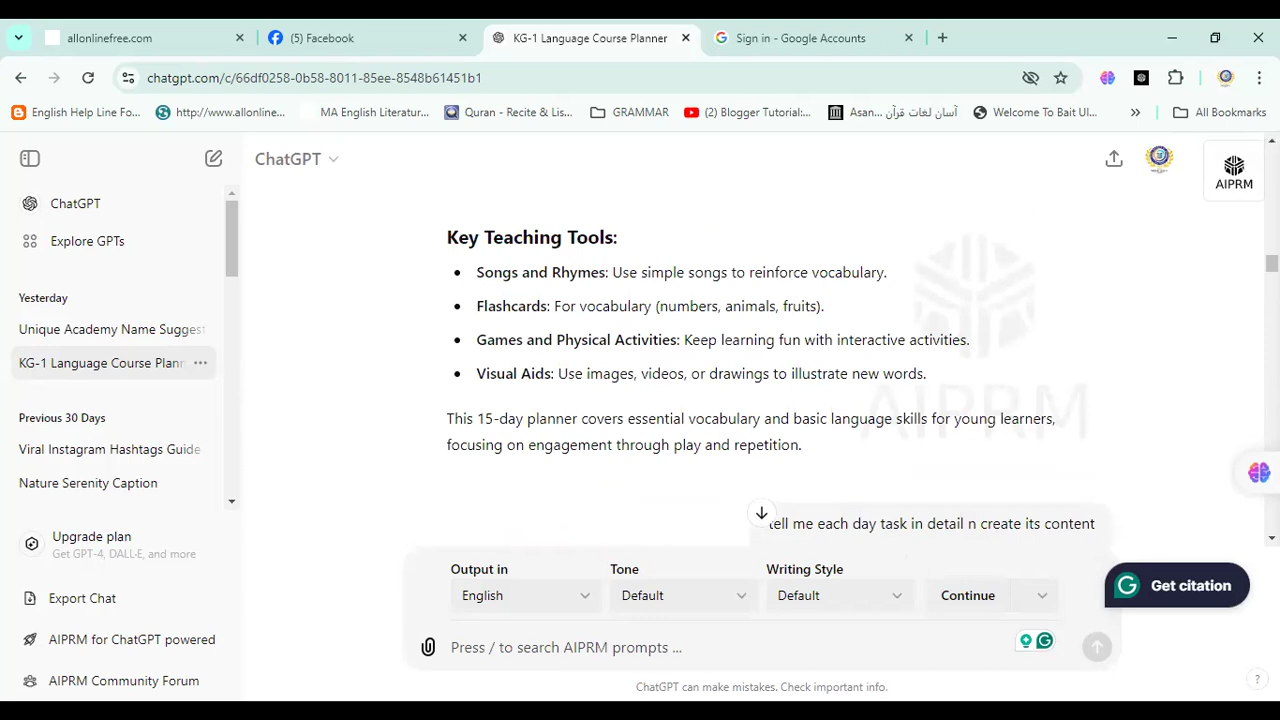 allonlinefree.com
(5) Facebook
KG-1 Language Course Planner
Sign in - Google Accounts
chatgpt.com/c/66df0258-0b58-8011-85ee-8548b61451b1
English Help Line Fo...
http://www.allonline...
MA English Literatur...
Quran - Recite & Lis...
GRAMMAR
(2) Blogger Tutorial:...
Asan... آسان لغات قرآن
Welcome To Bait Ul...
All Bookmarks
ChatGPT
AIPRM
ChatGPT
Explore GPTs
Yesterday
Unique Academy Name Suggest
KG-1 Language Course Plann
Previous 30 Days
Viral Instagram Hashtags Guide
Nature Serenity Caption
Upgrade plan
Get GPT-4, DALL·E, and more
Export Chat
AIPRM for ChatGPT powered
AIPRM Community Forum
Key Teaching Tools:
Songs and Rhymes: Use simple songs to reinforce vocabulary.
Flashcards: For vocabulary (numbers, animals, fruits).
Games and Physical Activities: Keep learning fun with interactive activities.
Visual Aids: Use images, videos, or drawings to illustrate new words.
AIPRM
This 15-day planner covers essential vocabulary and basic language skills for young learners,
focusing on engagement through play and repetition.
tell me each day task in detail n create its content
Output in
Tone
Writing Style
English
Default
Default
Continue
Get citation
Press / to search AIPRM prompts ...
ChatGPT can make mistakes. Check important info.
?